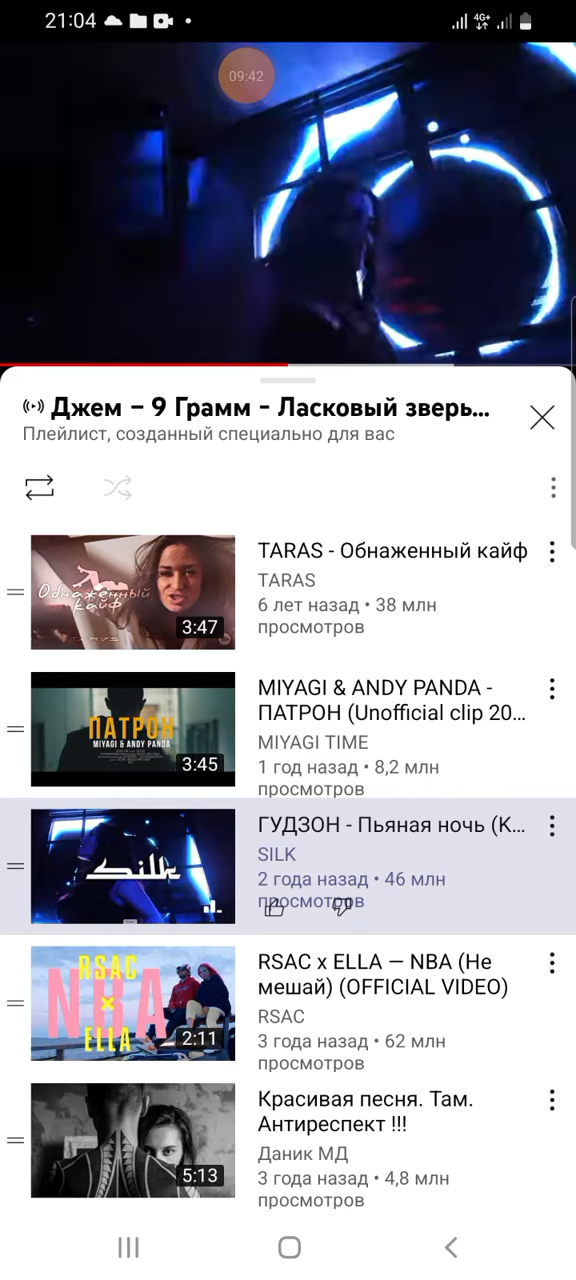 21:04
4G+
09:42
Джем – 9 Грамм - Ласковый зверь...
Плейлист, созданный специально для вас
Обнаженный
кайф
3:47
TARAS - Обнаженный кайф
TARAS
6 лет назад • 38 млн
просмотров
ПАТРОН
MIYAGI & ANDY PANDA
3:45
MIYAGI & ANDY PANDA -
ПАТРОН (Unofficial clip 20...
MIYAGI TIME
1 год назад • 8,2 млн
просмотров
silk
ГУДЗОН - Пьяная ночь (K...
SILK
2 года назад • 46 млн
просмотров
RSAC
NBA
x
ELLA
2:11
RSAC x ELLA — NBA (Не
мешай) (OFFICIAL VIDEO)
RSAC
3 года назад • 62 млн
просмотров
5:13
Красивая песня. Там.
Антиреспект !!!
Даник МД
3 года назад • 4,8 млн
просмотров